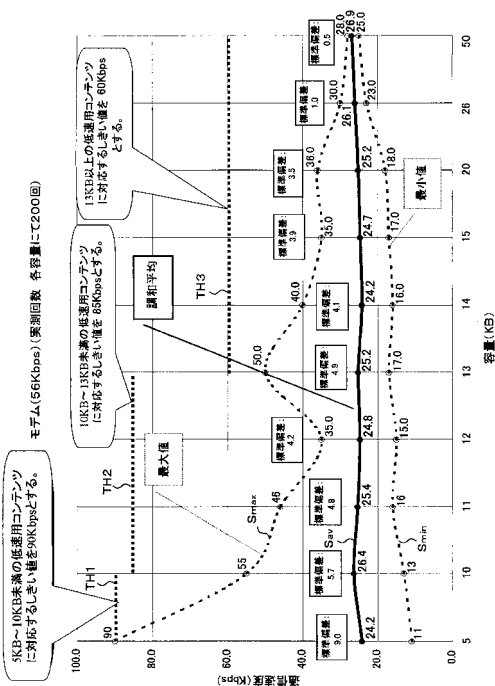 モデム(56Kbps)(実測回数 各容量にて200回)
5KB～10KB未満の低速用コンテンツ
に対応するしきい値を90Kbpsとする。
10KB～13KB未満の低速用コンテンツ
に対応するしきい値を 85Kbpsとする。
13KB以上の低速用コンテンツ
に対応するしきい値を 60Kbps
とする。
TH1
TH2
TH3
調和平均
最大値
最小値
Smax
Sav
Smin
通信速度(Kbps)
100.0
80.0
60.0
40.0
20.0
0.0
90
55
46
35.0
50.0
40.0
35.0
36.0
30.0
28.0
標準偏差:
9.0
標準偏差:
5.7
標準偏差:
4.8
標準偏差:
4.2
標準偏差:
4.9
標準偏差:
4.1
標準偏差:
3.9
標準偏差:
3.5
標準偏差:
1.0
標準偏差:
0.5
24.2
26.4
25.4
24.8
25.2
24.2
24.7
25.2
26.1
26.9
11
13
16
15.0
17.0
16.0
17.0
18.0
23.0
25.0
5
10
11
12
13
14
15
20
26
50
容量(KB)